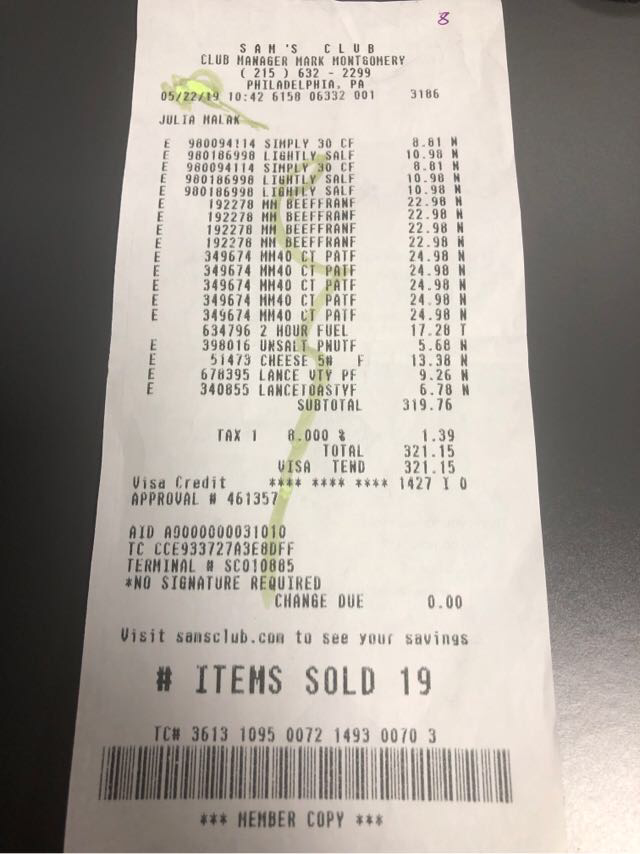 8
SAM'S CLUB
CLUB MANAGER MARK MONTGOMERY
( 215 ) 632 - 2299
PHILADELPHIA, PA
05/22/19 10:42 6158 06332 001 3186
JULIA MALAK
E 980094114 SIMPLY 30 CF 8.81 N
E 980186998 LIGHTLY SALF 10.98 N
E 980094114 SIMPLY 30 CF 8.81 N
E 980186998 LIGHTLY SALF 10.98 N
E 980186998 LIGHTLY SALF 10.98 N
E 192278 MM BEEFFRANF 22.98 N
E 192278 MM BEEFFRANF 22.98 N
E 192278 MM BEEFFRANF 22.98 N
E 192278 MM BEEFFRANF 22.98 N
E 349674 MM40 CT PATF 24.98 N
E 349674 MM40 CT PATF 24.98 N
E 349674 MM40 CT PATF 24.98 N
E 349674 MM40 CT PATF 24.98 N
E 349674 MM40 CT PATF 24.98 N
634796 2 HOUR FUEL 17.28 T
E 398016 UNSALT PNUTF 5.68 N
E 51473 CHEESE 5# F 13.38 N
E 678395 LANCE VTY PF 9.26 N
E 340855 LANCETOASTYF 6.78 N
SUBTOTAL 319.76
TAX 1 8.000 % 1.39
TOTAL 321.15
VISA TEND 321.15
Visa Credit **** **** **** 1427 I 0
APPROVAL # 461357
AID A0000000031010
TC CCE933727A3E8DFF
TERMINAL # SC010885
*NO SIGNATURE REQUIRED
CHANGE DUE 0.00
Visit samsclub.com to see your savings
# ITEMS SOLD 19
TC# 3613 1095 0072 1493 0070 3
*** MEMBER COPY ***